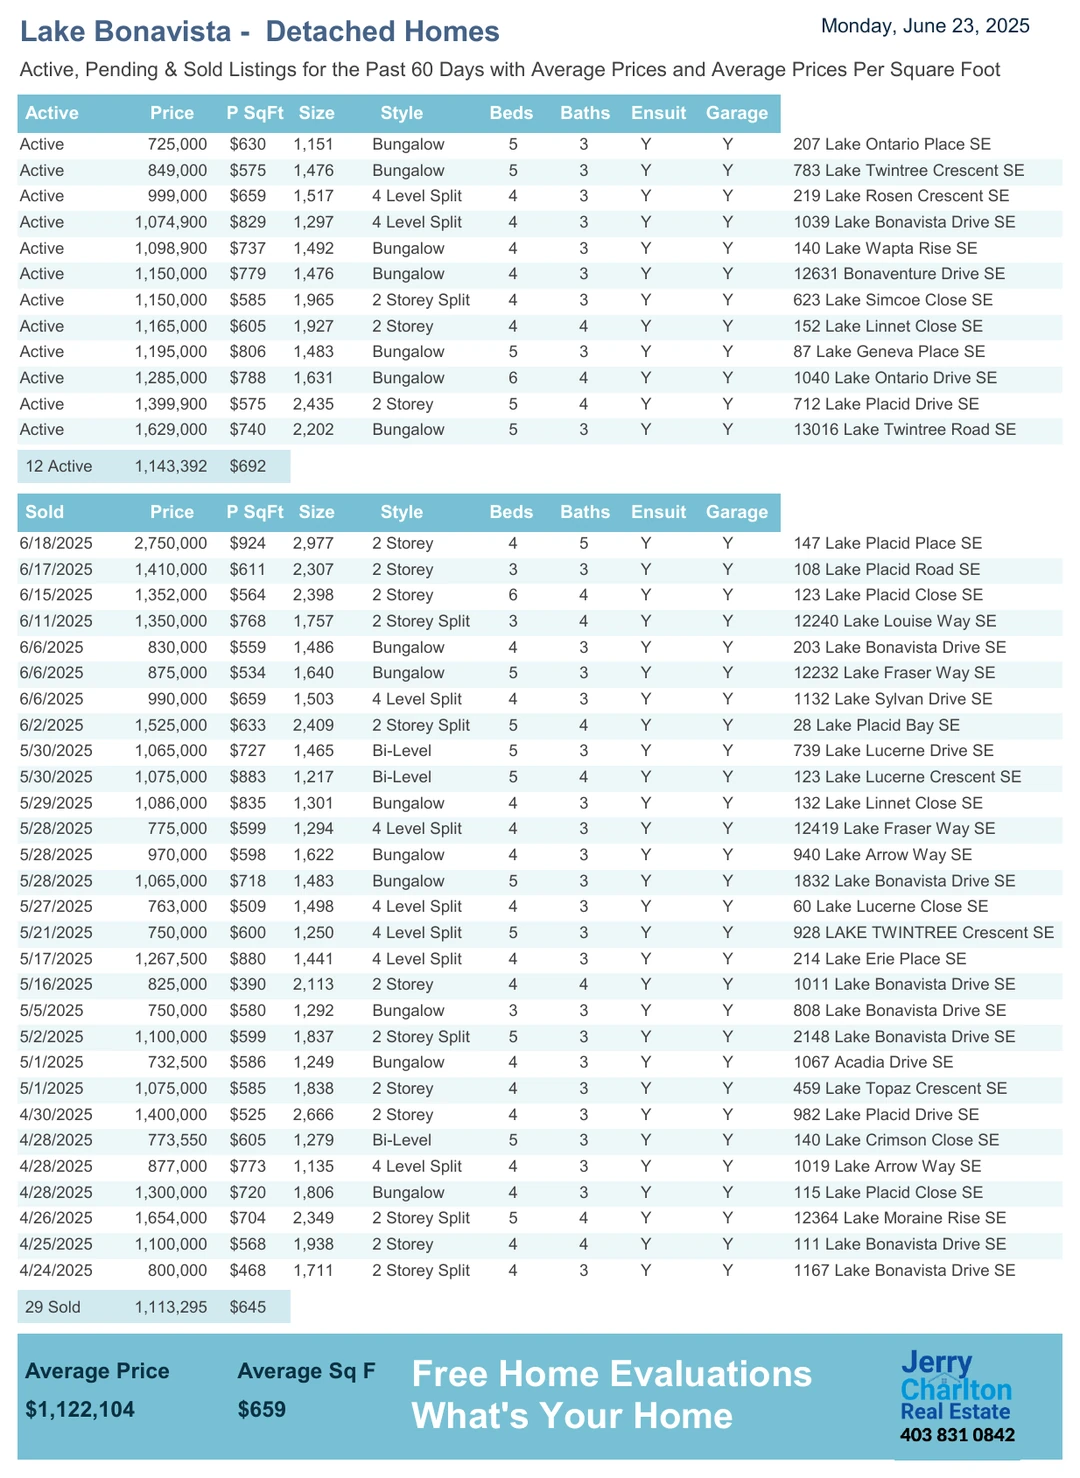 Lake Bonavista -  Detached Homes
Monday, June 23, 2025
Active, Pending & Sold Listings for the Past 60 Days with Average Prices and Average Prices Per Square Foot
Active Price P SqFt Size Style Beds Baths Ensuit Garage
Active 725,000 $630 1,151 Bungalow 5 3 Y Y 207 Lake Ontario Place SE
Active 849,000 $575 1,476 Bungalow 5 3 Y Y 783 Lake Twintree Crescent SE
Active 999,000 $659 1,517 4 Level Split 4 3 Y Y 219 Lake Rosen Crescent SE
Active 1,074,900 $829 1,297 4 Level Split 4 3 Y Y 1039 Lake Bonavista Drive SE
Active 1,098,900 $737 1,492 Bungalow 4 3 Y Y 140 Lake Wapta Rise SE
Active 1,150,000 $779 1,476 Bungalow 4 3 Y Y 12631 Bonaventure Drive SE
Active 1,150,000 $585 1,965 2 Storey Split 4 3 Y Y 623 Lake Simcoe Close SE
Active 1,165,000 $605 1,927 2 Storey 4 4 Y Y 152 Lake Linnet Close SE
Active 1,195,000 $806 1,483 Bungalow 5 3 Y Y 87 Lake Geneva Place SE
Active 1,285,000 $788 1,631 Bungalow 6 4 Y Y 1040 Lake Ontario Drive SE
Active 1,399,900 $575 2,435 2 Storey 5 4 Y Y 712 Lake Placid Drive SE
Active 1,629,000 $740 2,202 Bungalow 5 3 Y Y 13016 Lake Twintree Road SE
12 Active 1,143,392 $692
Sold Price P SqFt Size Style Beds Baths Ensuit Garage
6/18/2025 2,750,000 $924 2,977 2 Storey 4 5 Y Y 147 Lake Placid Place SE
6/17/2025 1,410,000 $611 2,307 2 Storey 3 3 Y Y 108 Lake Placid Road SE
6/15/2025 1,352,000 $564 2,398 2 Storey 6 4 Y Y 123 Lake Placid Close SE
6/11/2025 1,350,000 $768 1,757 2 Storey Split 3 4 Y Y 12240 Lake Louise Way SE
6/6/2025 830,000 $559 1,486 Bungalow 4 3 Y Y 203 Lake Bonavista Drive SE
6/6/2025 875,000 $534 1,640 Bungalow 5 3 Y Y 12232 Lake Fraser Way SE
6/6/2025 990,000 $659 1,503 4 Level Split 4 3 Y Y 1132 Lake Sylvan Drive SE
6/2/2025 1,525,000 $633 2,409 2 Storey Split 5 4 Y Y 28 Lake Placid Bay SE
5/30/2025 1,065,000 $727 1,465 Bi-Level 5 3 Y Y 739 Lake Lucerne Drive SE
5/30/2025 1,075,000 $883 1,217 Bi-Level 5 4 Y Y 123 Lake Lucerne Crescent SE
5/29/2025 1,086,000 $835 1,301 Bungalow 4 3 Y Y 132 Lake Linnet Close SE
5/28/2025 775,000 $599 1,294 4 Level Split 4 3 Y Y 12419 Lake Fraser Way SE
5/28/2025 970,000 $598 1,622 Bungalow 4 3 Y Y 940 Lake Arrow Way SE
5/28/2025 1,065,000 $718 1,483 Bungalow 5 3 Y Y 1832 Lake Bonavista Drive SE
5/27/2025 763,000 $509 1,498 4 Level Split 4 3 Y Y 60 Lake Lucerne Close SE
5/21/2025 750,000 $600 1,250 4 Level Split 5 3 Y Y 928 LAKE TWINTREE Crescent SE
5/17/2025 1,267,500 $880 1,441 4 Level Split 4 3 Y Y 214 Lake Erie Place SE
5/16/2025 825,000 $390 2,113 2 Storey 4 4 Y Y 1011 Lake Bonavista Drive SE
5/5/2025 750,000 $580 1,292 Bungalow 3 3 Y Y 808 Lake Bonavista Drive SE
5/2/2025 1,100,000 $599 1,837 2 Storey Split 5 3 Y Y 2148 Lake Bonavista Drive SE
5/1/2025 732,500 $586 1,249 Bungalow 4 3 Y Y 1067 Acadia Drive SE
5/1/2025 1,075,000 $585 1,838 2 Storey 4 3 Y Y 459 Lake Topaz Crescent SE
4/30/2025 1,400,000 $525 2,666 2 Storey 4 3 Y Y 982 Lake Placid Drive SE
4/28/2025 773,550 $605 1,279 Bi-Level 5 3 Y Y 140 Lake Crimson Close SE
4/28/2025 877,000 $773 1,135 4 Level Split 4 3 Y Y 1019 Lake Arrow Way SE
4/28/2025 1,300,000 $720 1,806 Bungalow 4 3 Y Y 115 Lake Placid Close SE
4/26/2025 1,654,000 $704 2,349 2 Storey Split 5 4 Y Y 12364 Lake Moraine Rise SE
4/25/2025 1,100,000 $568 1,938 2 Storey 4 4 Y Y 111 Lake Bonavista Drive SE
4/24/2025 800,000 $468 1,711 2 Storey Split 4 3 Y Y 1167 Lake Bonavista Drive SE
29 Sold 1,113,295 $645
Average Price Average Sq F
$1,122,104 $659
Free Home Evaluations
What's Your Home
Jerry
Charlton
Real Estate
403 831 0842